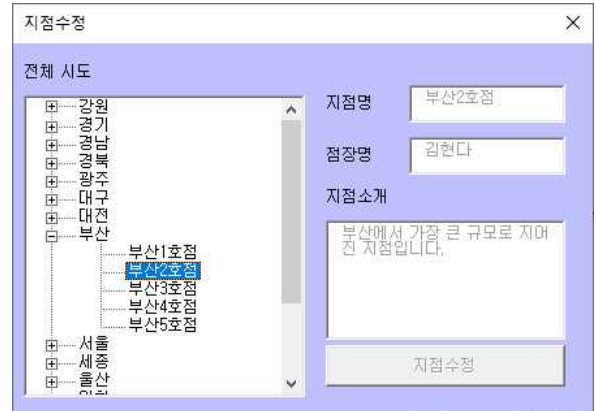 지점수정
전체 시도
강원
경기
경남
경북
광주
대구
대전
부산
부산1호점
부산2호점
부산3호점
부산4호점
부산5호점
서울
세종
울산
지점명
부산2호점
점장명
김현다
지점소개
부산에서 가장 큰 규모로 지어
진 지점입니다.
지점수정